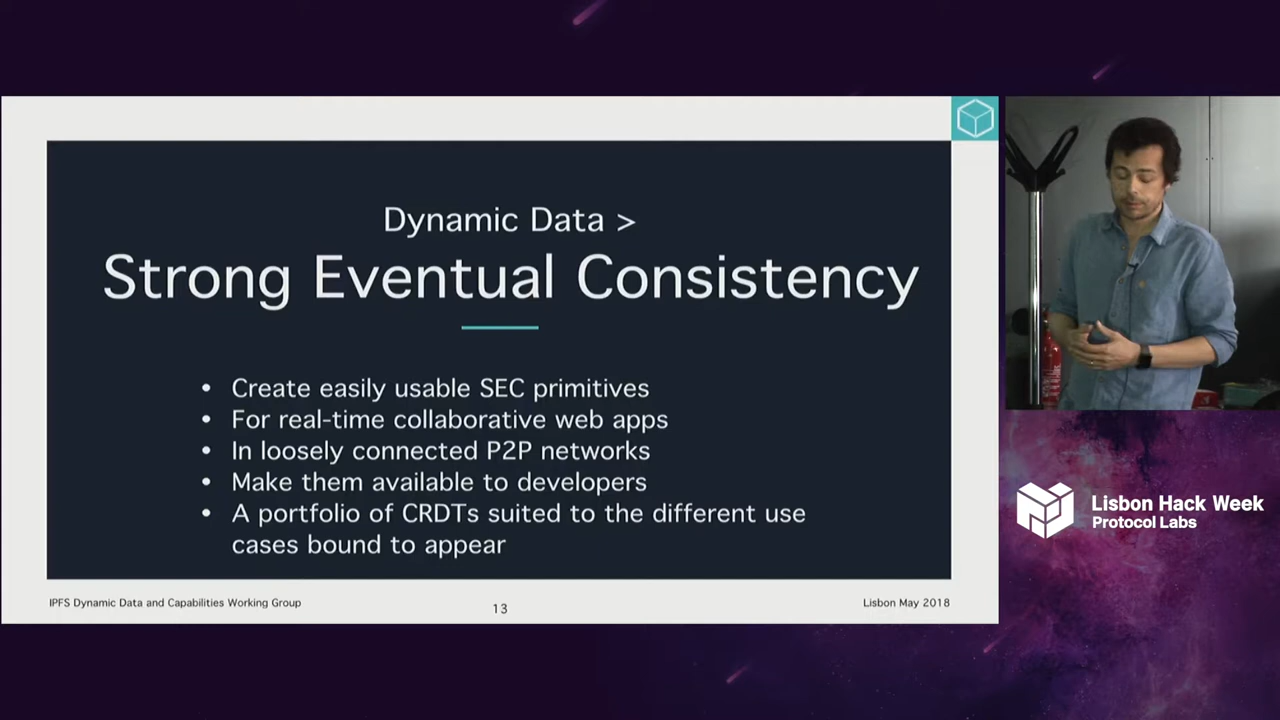 Dynamic Data >
Strong Eventual Consistency
• Create easily usable SEC primitives
• For real-time collaborative web apps
• In loosely connected P2P networks
• Make them available to developers
• A portfolio of CRDTs suited to the different use
cases bound to appear
IPFS Dynamic Data and Capabilities Working Group
13
Lisbon May 2018
Lisbon Hack Week
Protocol Labs